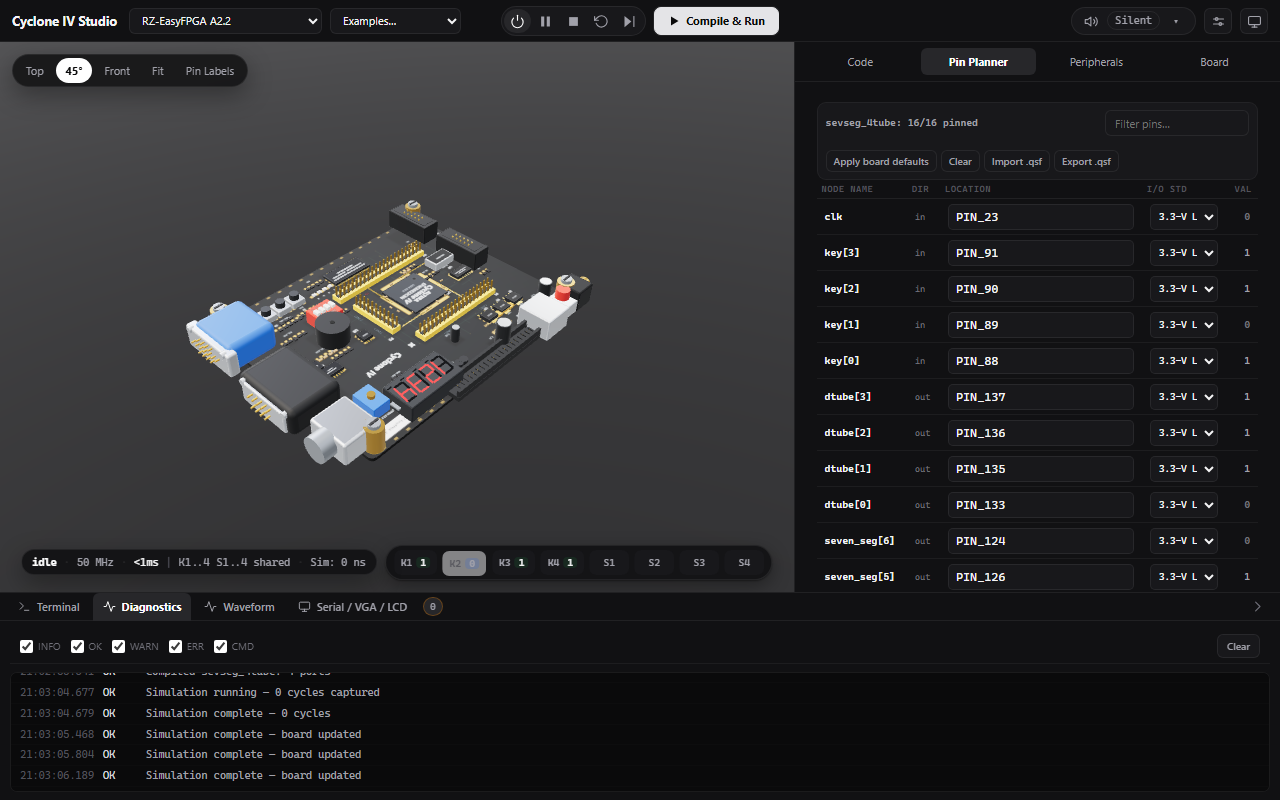 Cyclone IV Studio
RZ-EasyFPGA A2.2
Examples...
Compile & Run
Silent
Top 45° Front Fit Pin Labels
Code Pin Planner Peripherals Board
sevseg_4tube: 16/16 pinned
Filter pins...
Apply board defaults Clear Import .qsf Export .qsf
NODE NAME DIR LOCATION I/O STD VAL
clk in PIN_23 3.3-V L 0
key[3] in PIN_91 3.3-V L 1
key[2] in PIN_90 3.3-V L 1
key[1] in PIN_89 3.3-V L 0
key[0] in PIN_88 3.3-V L 1
dtube[3] out PIN_137 3.3-V L 1
dtube[2] out PIN_136 3.3-V L 1
dtube[1] out PIN_135 3.3-V L 1
dtube[0] out PIN_133 3.3-V L 0
seven_seg[6] out PIN_124 3.3-V L 0
seven_seg[5] out PIN_126 3.3-V L 1
Cyclone IV
idle · 50 MHz · <1ms | K1..4 S1..4 shared · Sim: 0 ns
K1 1 K2 0 K3 1 K4 1 S1 S2 S3 S4
Terminal Diagnostics Waveform Serial / VGA / LCD 0
INFO OK WARN ERR CMD
Clear
21:03:04.677 OK Simulation running — 0 cycles captured
21:03:04.679 OK Simulation complete — 0 cycles
21:03:05.468 OK Simulation complete — board updated
21:03:05.804 OK Simulation complete — board updated
21:03:06.189 OK Simulation complete — board updated